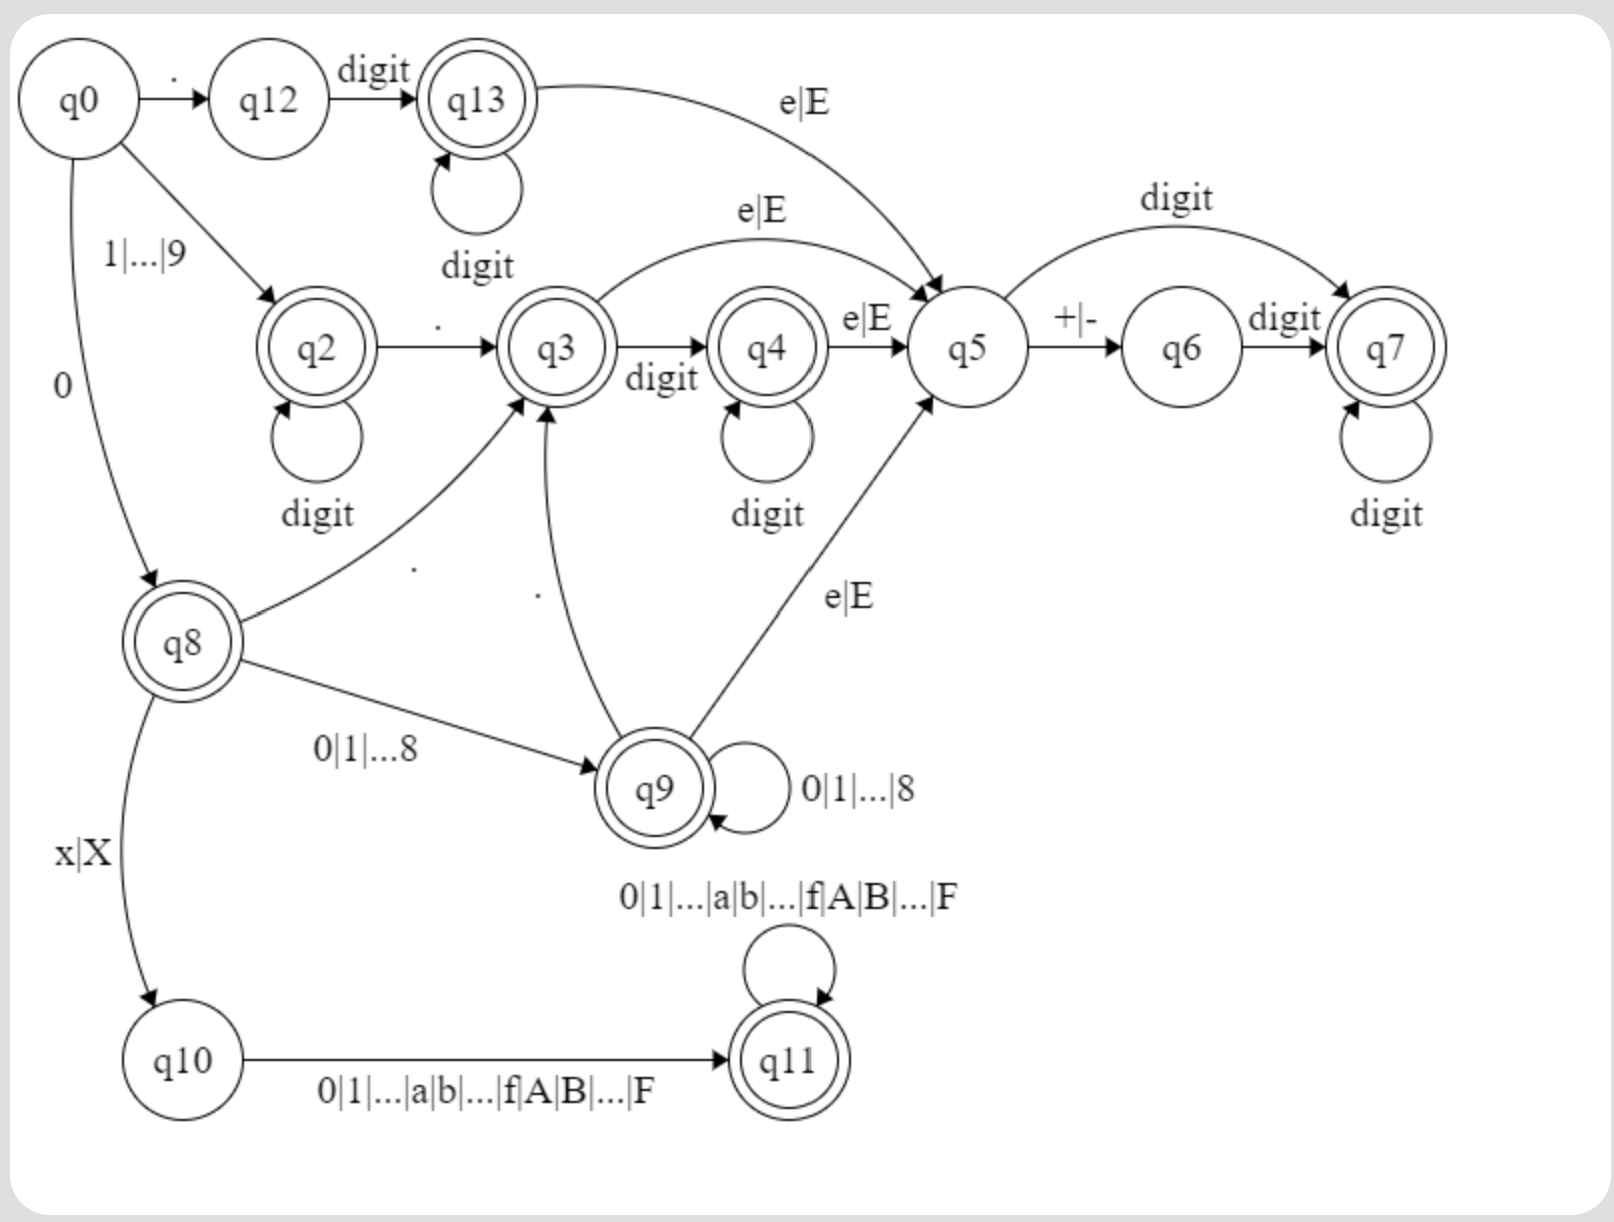 q0
.
q12
digit
q13
e|E
digit
1|...|9
0
q2
.
q3
e|E
digit
q4
e|E
q5
+|-
q6
digit
digit
q7
digit
digit
digit
.
.
e|E
q8
0|1|...8
q9
0|1|...|8
x|X
0|1|...|a|b|...|f|A|B|...|F
q10
0|1|...|a|b|...|f|A|B|...|F
q11